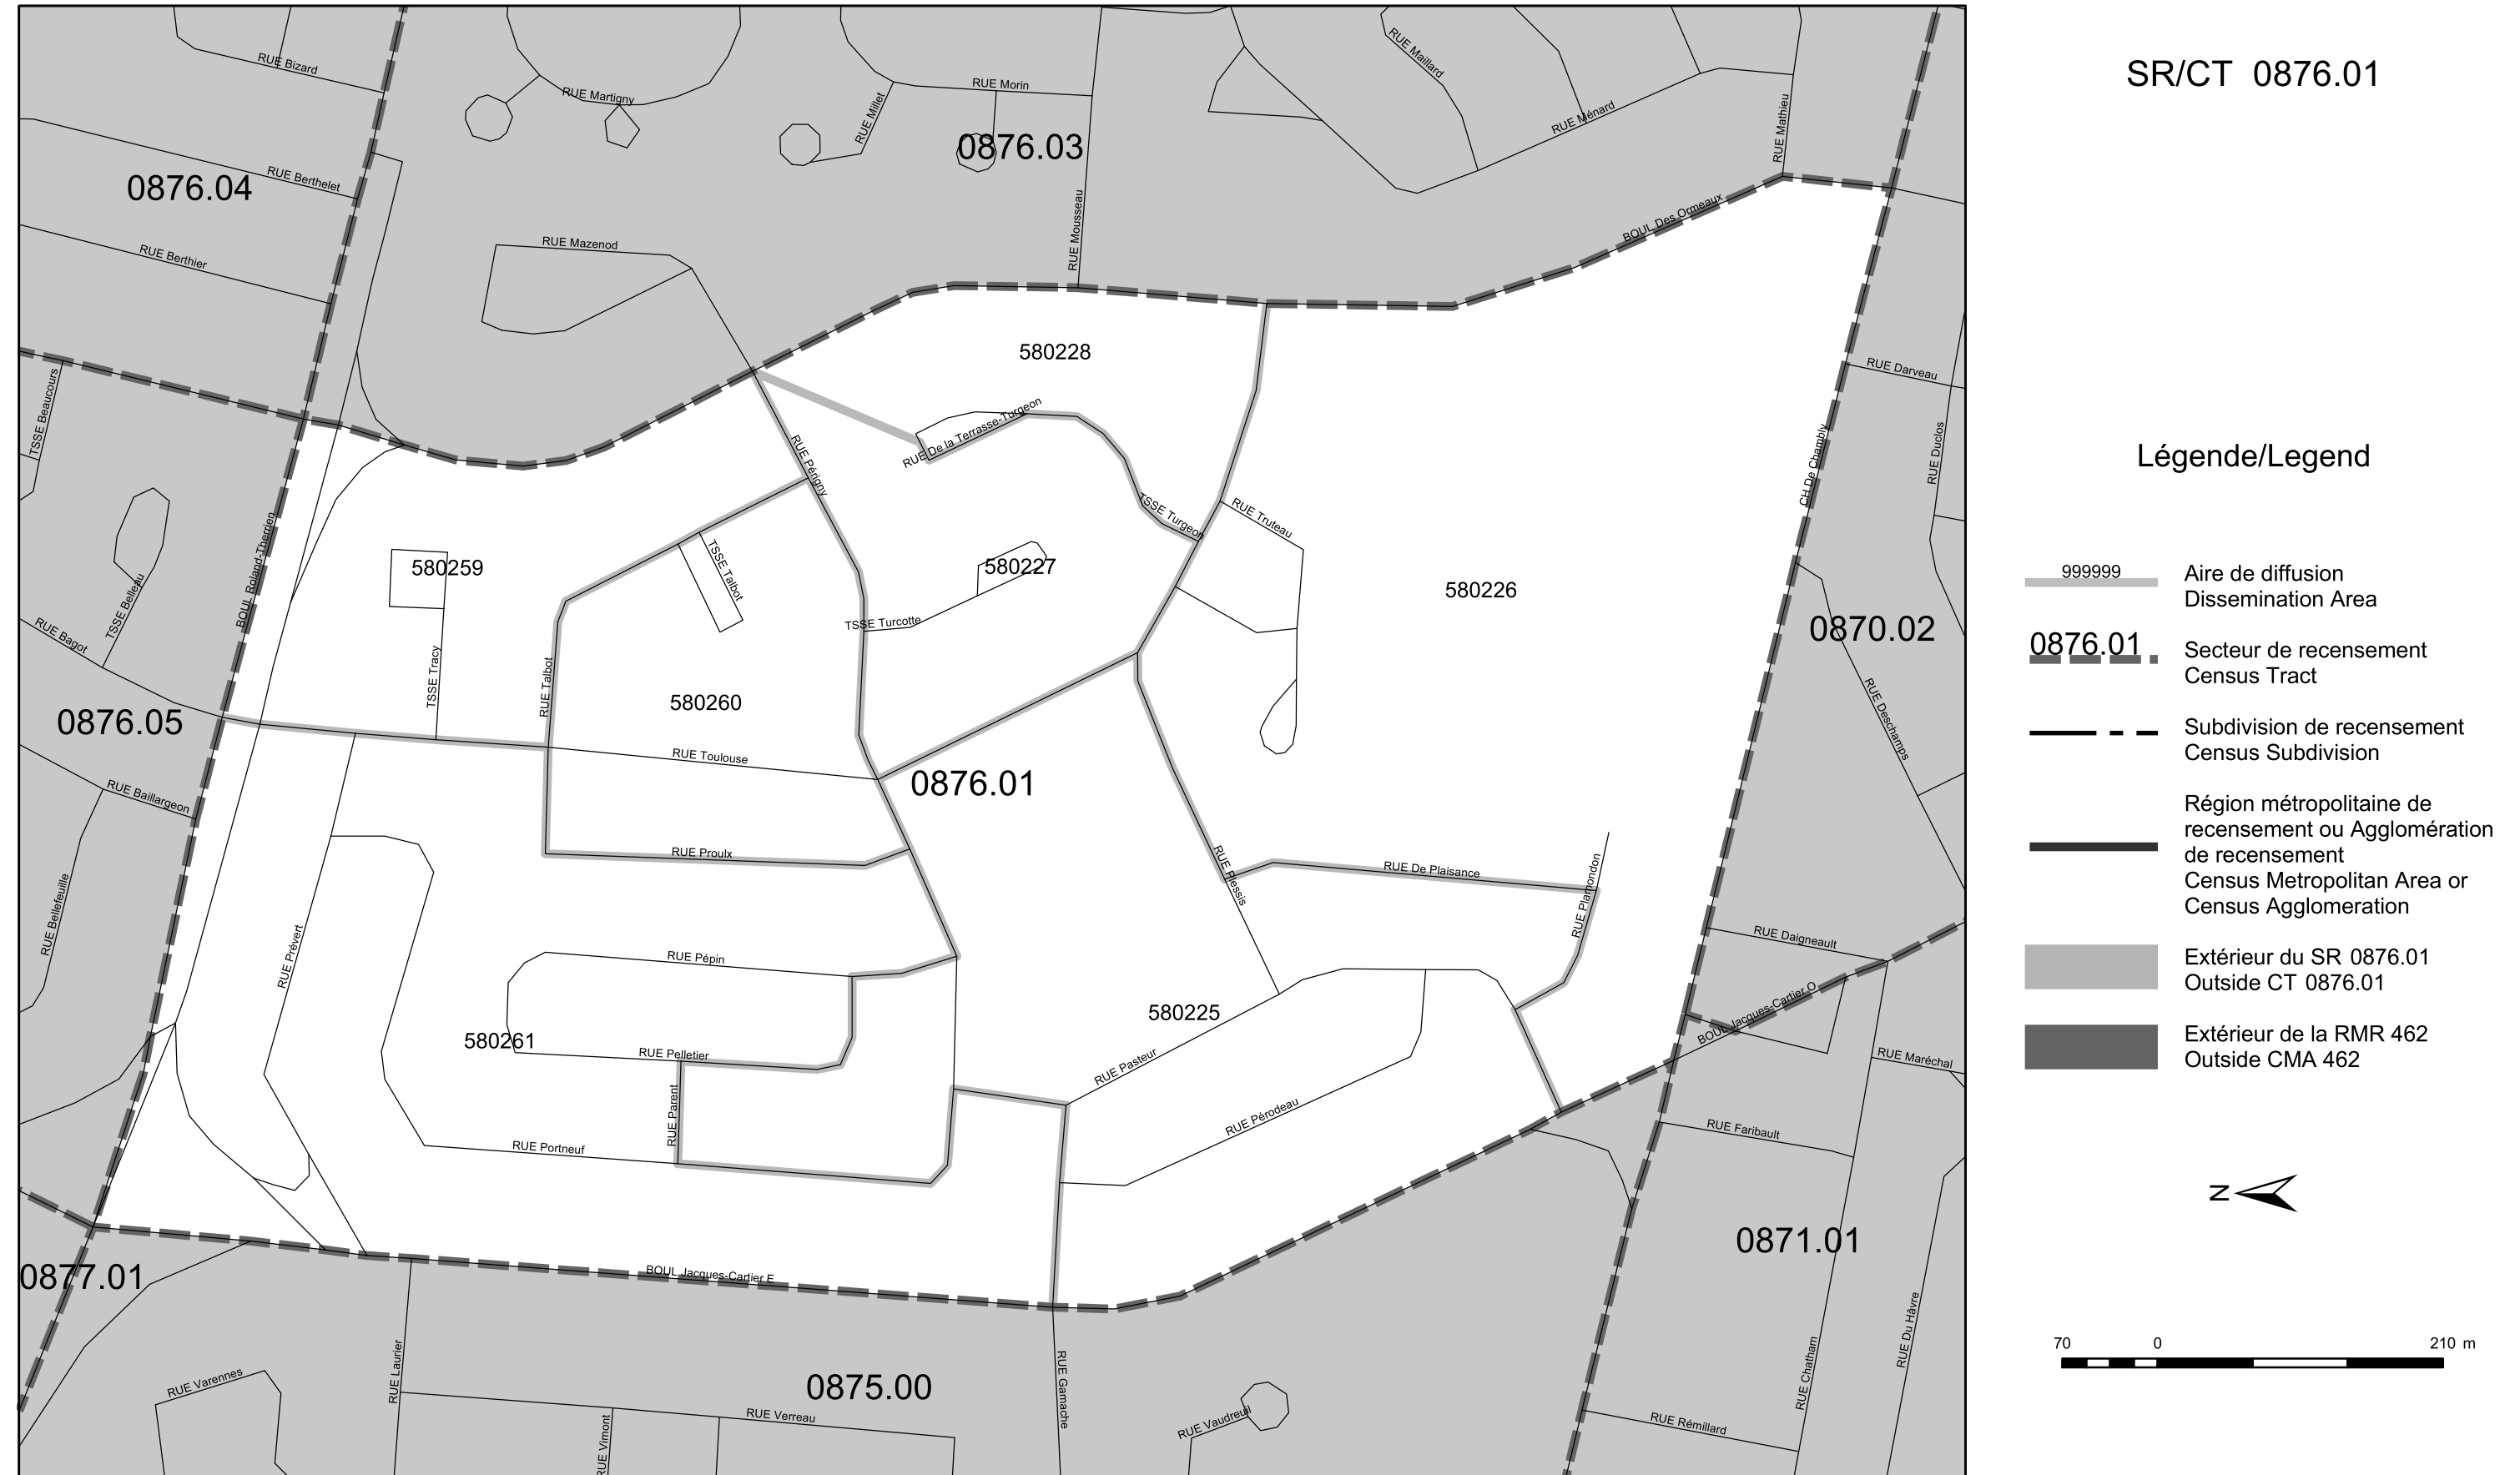 SR/CT 0876.01
RUE Bizard
RUE Martigny
RUE Millet
RUE Morin
RUE Maillard
RUE Ménard
RUE Mathieu
0876.03
0876.04
RUE Berthelet
RUE Berthier
RUE Mazenod
RUE Mousseau
BOUL Des Ormeaux
580228
TSSE Beaucours
RUE De la Terrasse-Turgeon
RUE Périgny
TSSE Turgeon
RUE Truteau
CH De Chambly
RUE Darveau
RUE Duclos
BOUL Roland-Therrien
TSSE Belleau
RUE Bagot
580259
TSSE Talbot
580227
580226
TSSE Turcotte
TSSE Tracy
RUE Talbot
580260
0870.02
RUE Deschamps
0876.05
RUE Toulouse
0876.01
RUE Baillargeon
RUE Proulx
RUE Plessis
RUE De Plaisance
RUE Plamondon
RUE Bellefeuille
RUE Prévert
RUE Pépin
RUE Daigneault
580225
BOUL Jacques-Cartier O
580261
RUE Pelletier
RUE Pasteur
RUE Maréchal
RUE Parent
RUE Pérodeau
RUE Faribault
RUE Portneuf
0871.01
0877.01
BOUL Jacques-Cartier E
RUE Laurier
RUE Varennes
0875.00
RUE Gamache
RUE Vimont
RUE Verreau
RUE Vaudreuil
RUE Chatham
RUE Du Hâvre
RUE Rémillard
Légende/Legend
999999
Aire de diffusion
Dissemination Area
0876.01
Secteur de recensement
Census Tract
Subdivision de recensement
Census Subdivision
Région métropolitaine de
recensement ou Agglomération
de recensement
Census Metropolitan Area or
Census Agglomeration
Extérieur du SR 0876.01
Outside CT 0876.01
Extérieur de la RMR 462
Outside CMA 462
N
70 0 210 m